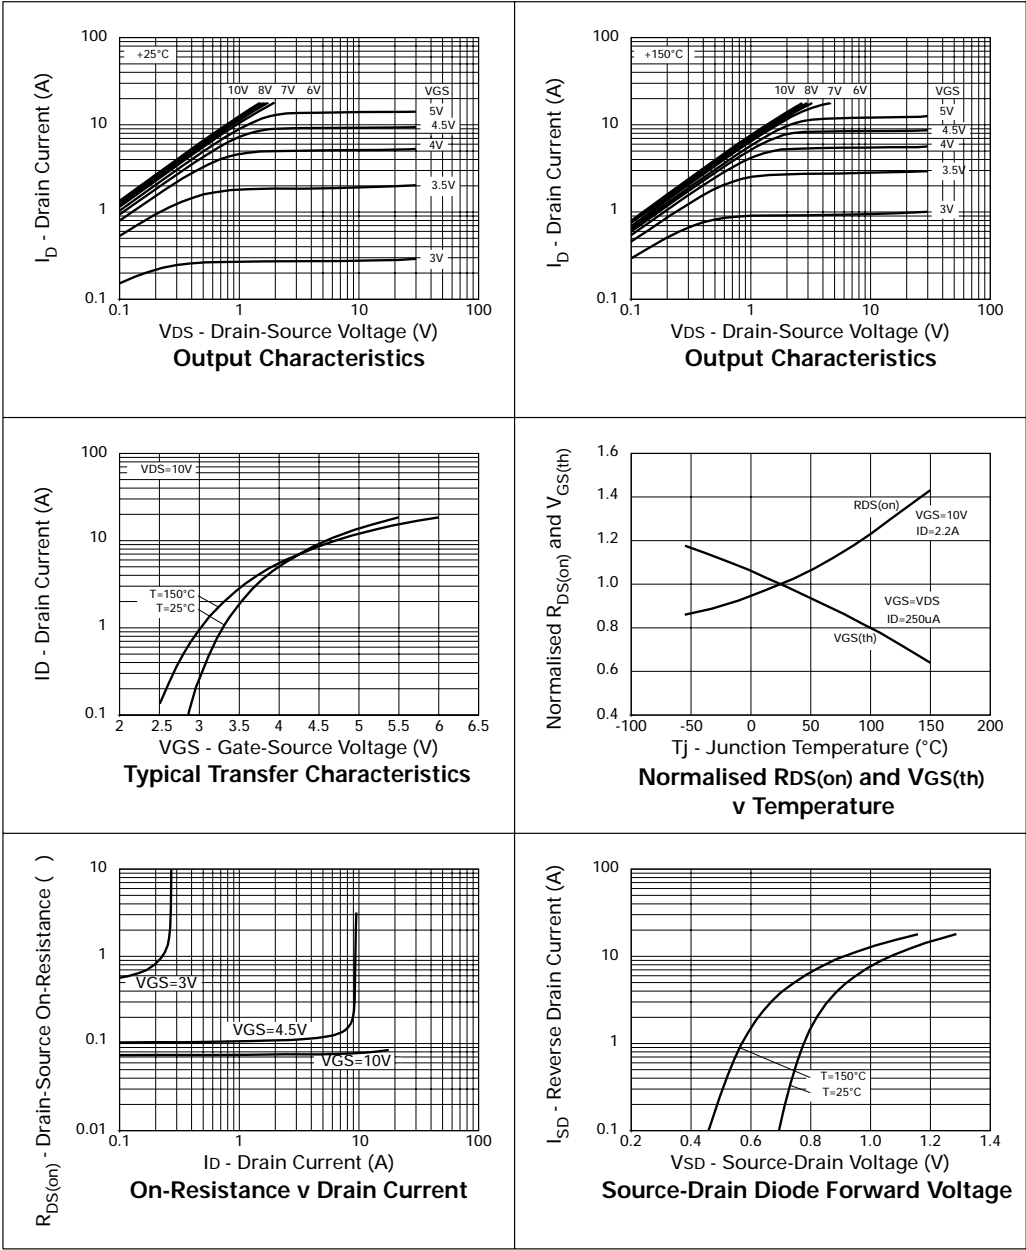 100
10
1
0.1
I_D - Drain Current (A)
+25°C
10V 8V 7V 6V VGS
5V
4.5V
4V
3.5V
3V
0.1 1 10 100
VDS - Drain-Source Voltage (V)
Output Characteristics
100
10
1
0.1
I_D - Drain Current (A)
+150°C
10V 8V 7V 6V VGS
5V
4.5V
4V
3.5V
3V
0.1 1 10 100
VDS - Drain-Source Voltage (V)
Output Characteristics
100
10
1
0.1
ID - Drain Current (A)
VDS=10V
T=150°C
T=25°C
2 2.5 3 3.5 4 4.5 5 5.5 6 6.5
VGS - Gate-Source Voltage (V)
Typical Transfer Characteristics
1.6
1.4
1.2
1.0
0.8
0.6
0.4
Normalised R_DS(on) and V_GS(th)
RDS(on)
VGS=10V
ID=2.2A
VGS=VDS
ID=250uA
VGS(th)
-100 -50 0 50 100 150 200
Tj - Junction Temperature (°C)
Normalised RDS(on) and VGS(th)
v Temperature
10
1
0.1
0.01
R_DS(on) - Drain-Source On-Resistance ( )
VGS=3V
VGS=4.5V
VGS=10V
0.1 1 10 100
ID - Drain Current (A)
On-Resistance v Drain Current
100
10
1
0.1
I_SD - Reverse Drain Current (A)
T=150°C
T=25°C
0.2 0.4 0.6 0.8 1.0 1.2 1.4
VSD - Source-Drain Voltage (V)
Source-Drain Diode Forward Voltage